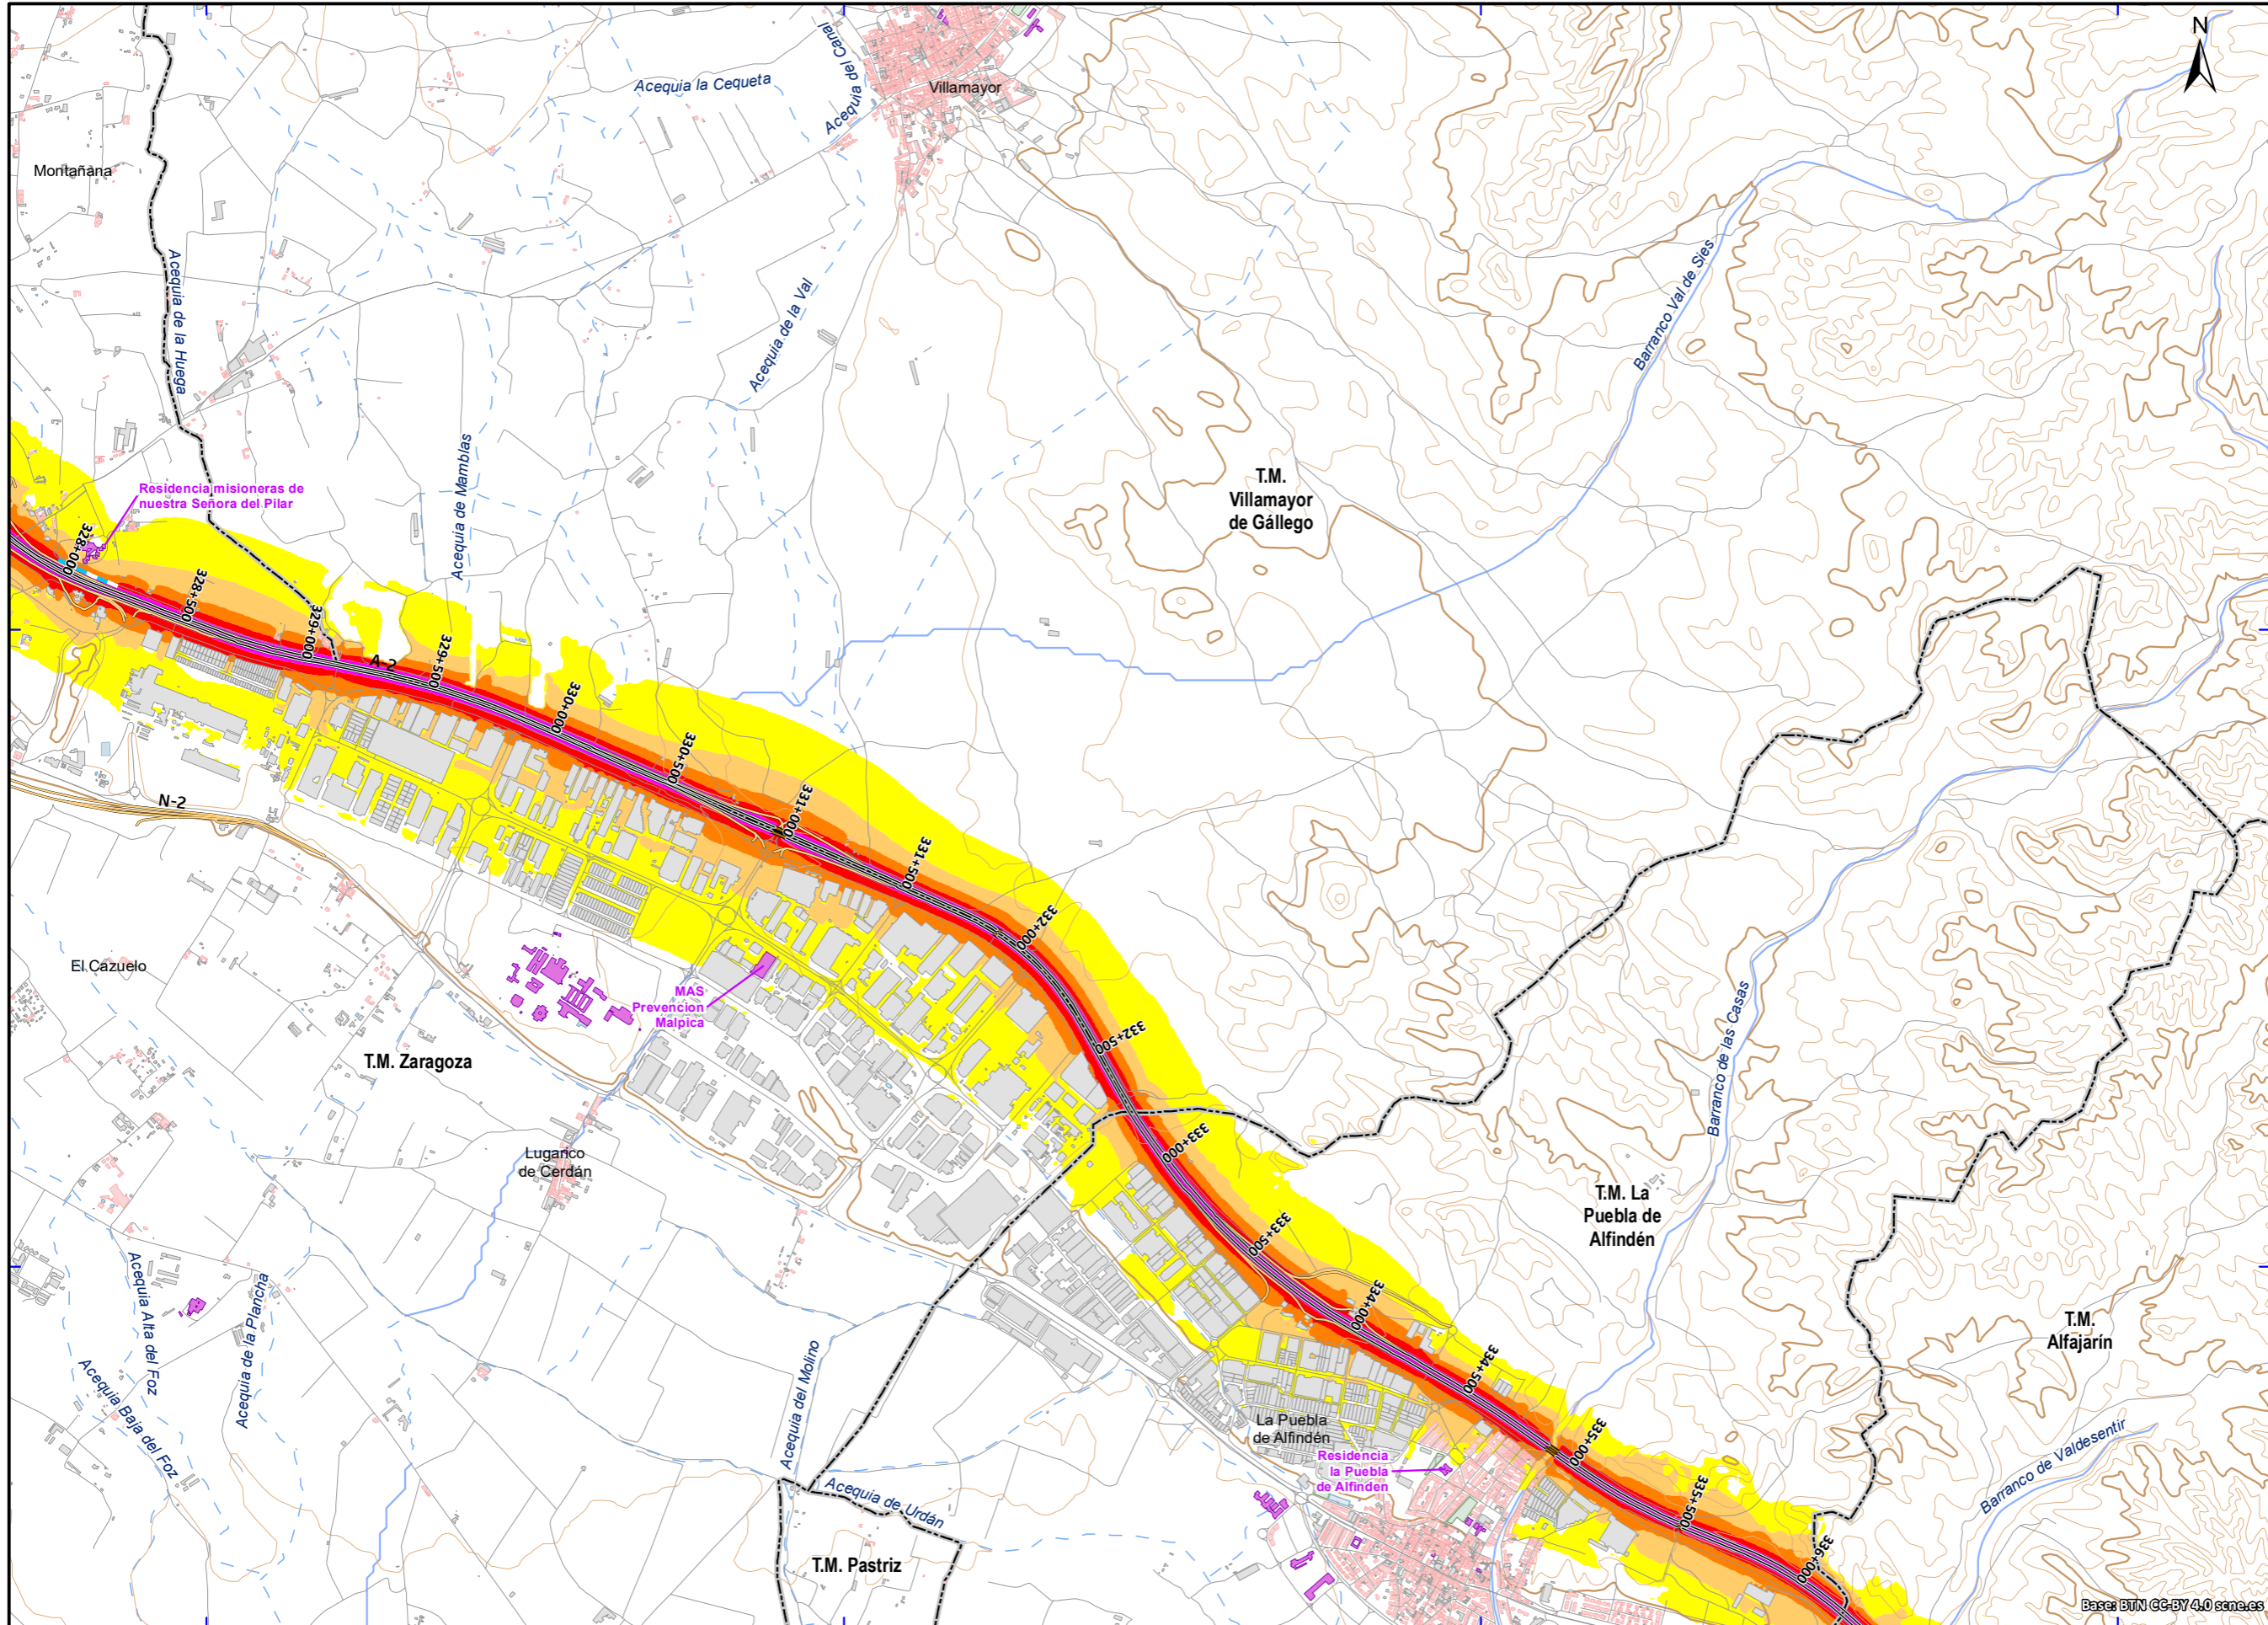 N
Acequia la Cequeta
Acequia del Canal
Villamayor
Montañana
Acequia de la Huega
Acequia de la Val
Barranco Val de Sies
Acequia de Mamblas
T.M.
Villamayor
de Gállego
Residencia misioneras de
nuestra Señora del Pilar
328+000
328+500
329+000
A-2
329+500
330+000
330+500
331+000
331+500
332+000
332+500
333+000
333+500
334+000
334+500
335+000
335+500
336+000
N-2
El Cazuelo
MAS
Prevencion
Malpica
T.M. Zaragoza
Lugarico
de Cerdán
Barranco de las Casas
T.M. La
Puebla de
Alfindén
T.M.
Alfajarín
Acequia Alta del Foz
Acequia de la Plancha
Acequia Baja del Foz
Acequia del Molino
La Puebla
de Alfindén
Residencia
la Puebla
de Alfinden
Acequia de Urdán
Barranco de Valdesentir
T.M. Pastriz
Base: BTN CC-BY 4.0 scne.es